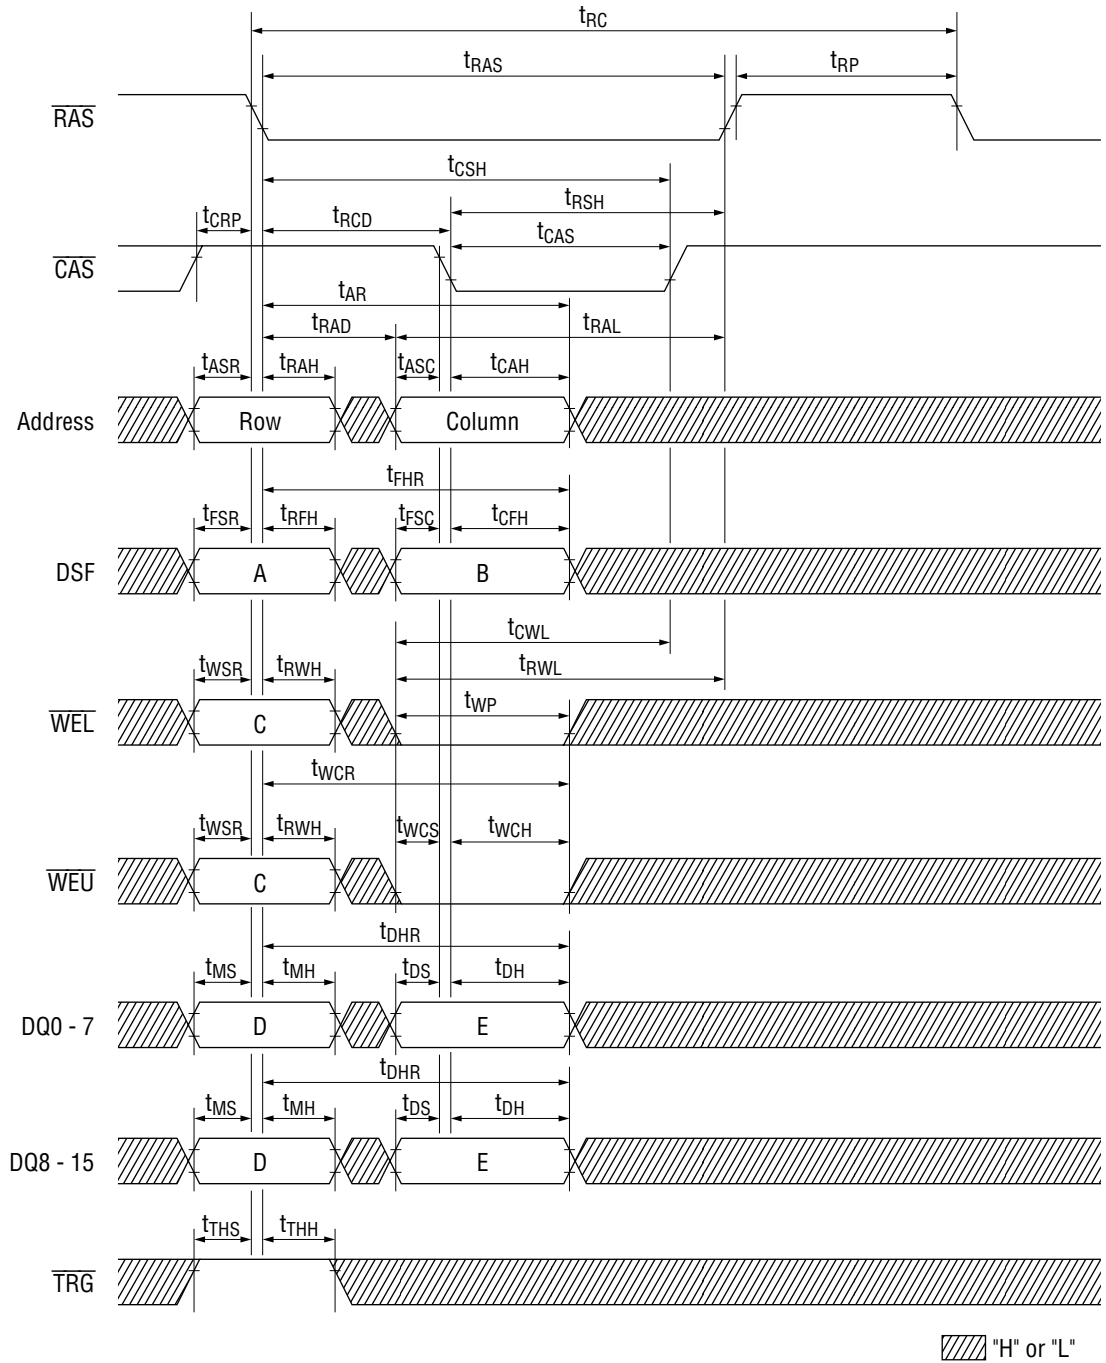 tRC
tRAS tRP
RAS
tCSH
tRSH
tCRP tRCD
tCAS
CAS
tAR
tRAD tRAL
tASR tRAH tASC tCAH
Address Row Column
tFHR
tFSR tRFH tFSC tCFH
DSF A B
tCWL
tWSR tRWH tRWL
tWP
WEL C
tWCR
tWSR tRWH tWCS tWCH
WEU C
tDHR
tMS tMH tDS tDH
DQ0 - 7 D E
tDHR
tMS tMH tDS tDH
DQ8 - 15 D E
tTHS tTHH
TRG
"H" or "L"